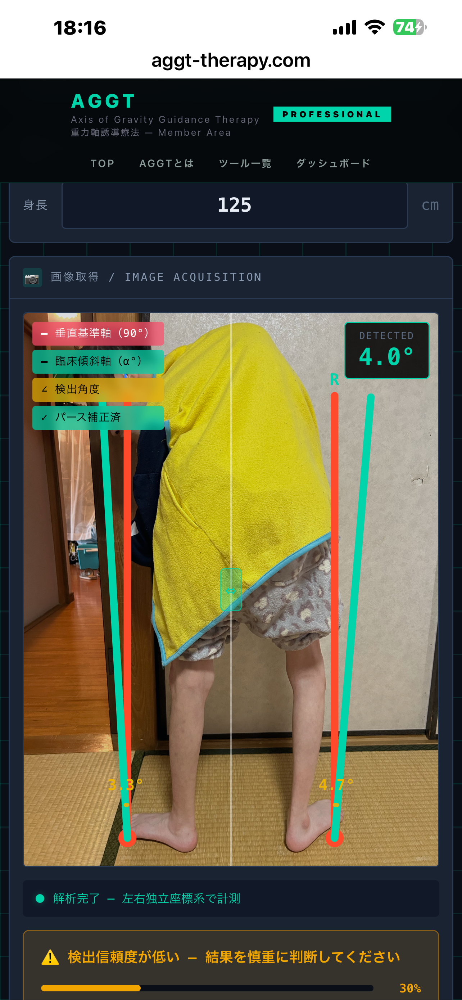 18:16
74
aggt-therapy.com
AGGT
Axis of Gravity Guidance Therapy
重力軸誘導療法 — Member Area
PROFESSIONAL
TOP AGGTとは ツール一覧 ダッシュボード
身長 125 cm
画像取得 / IMAGE ACQUISITION
━ 垂直基準軸（90°）
━ 臨床傾斜軸（α°）
∠ 検出角度
✓ パース補正済
DETECTED
4.0°
R
⇔
3.3° 4.7°
解析完了 — 左右独立座標系で計測
⚠️ 検出信頼度が低い — 結果を慎重に判断してください
30%